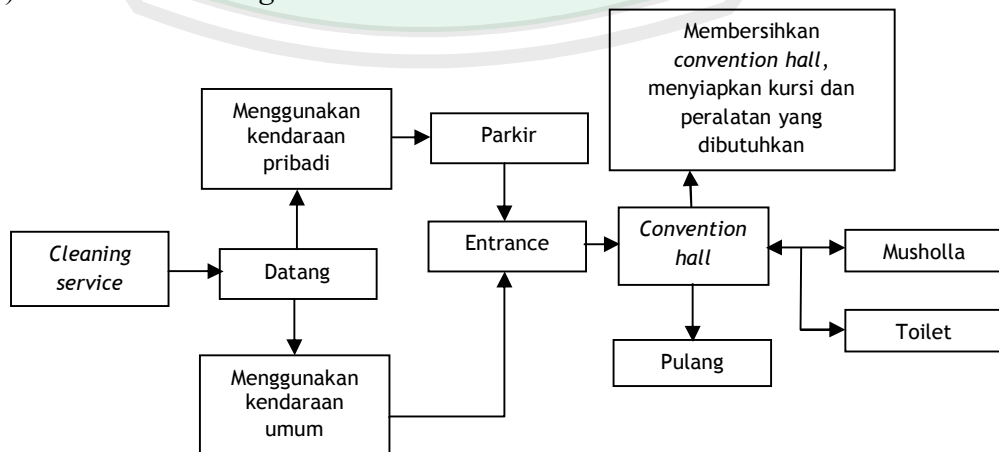 Membersihkan
convention hall,
menyiapkan kursi dan
peralatan yang
dibutuhkan
Menggunakan
kendaraan
pribadi
Parkir
Cleaning
service
Datang
Entrance
Convention
hall
Musholla
Toilet
Pulang
Menggunakan
kendaraan
umum